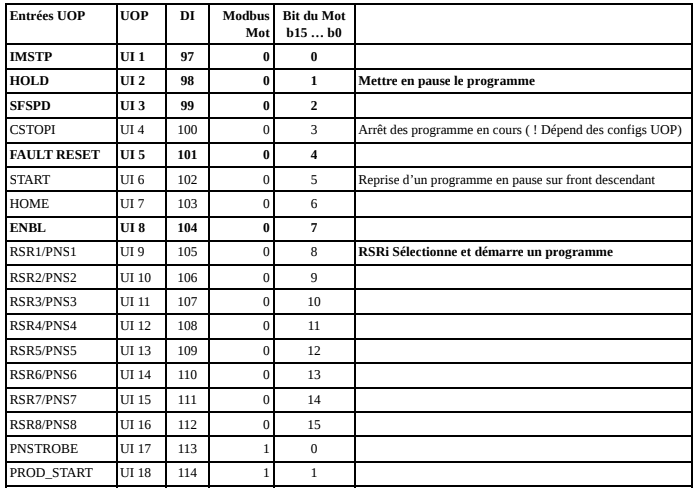 Entrées UOP UOP DI Modbus Mot Bit du Mot b15 … b0
IMSTP UI 1 97 0 0
HOLD UI 2 98 0 1 Mettre en pause le programme
SFSPD UI 3 99 0 2
CSTOPI UI 4 100 0 3 Arrêt des programme en cours ( ! Dépend des configs UOP)
FAULT RESET UI 5 101 0 4
START UI 6 102 0 5 Reprise d’un programme en pause sur front descendant
HOME UI 7 103 0 6
ENBL UI 8 104 0 7
RSR1/PNS1 UI 9 105 0 8 RSRi Sélectionne et démarre un programme
RSR2/PNS2 UI 10 106 0 9
RSR3/PNS3 UI 11 107 0 10
RSR4/PNS4 UI 12 108 0 11
RSR5/PNS5 UI 13 109 0 12
RSR6/PNS6 UI 14 110 0 13
RSR7/PNS7 UI 15 111 0 14
RSR8/PNS8 UI 16 112 0 15
PNSTROBE UI 17 113 1 0
PROD_START UI 18 114 1 1